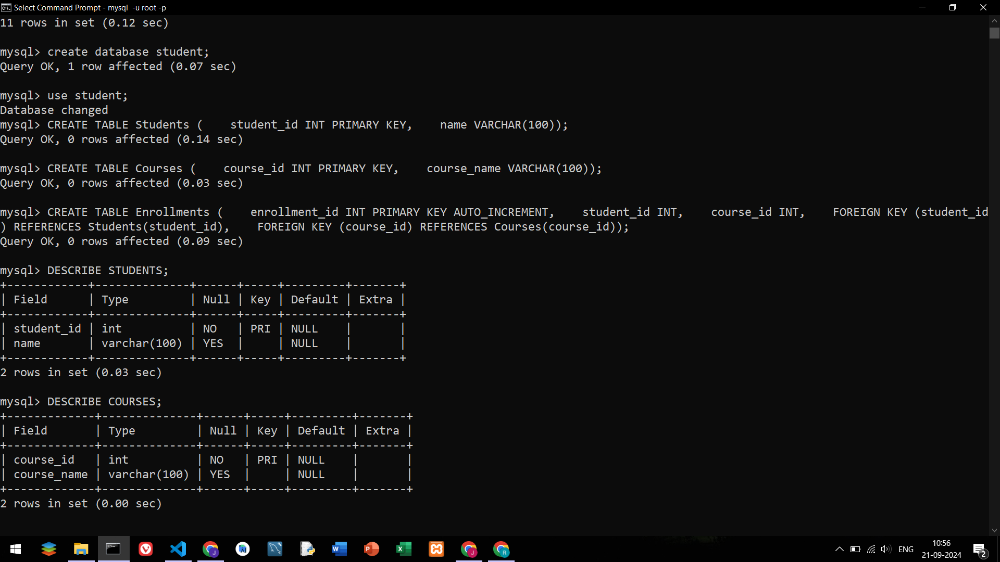 Select Command Prompt - mysql  -u root -p
11 rows in set (0.12 sec)
mysql> create database student;
Query OK, 1 row affected (0.07 sec)
mysql> use student;
Database changed
mysql> CREATE TABLE Students (    student_id INT PRIMARY KEY,    name VARCHAR(100));
Query OK, 0 rows affected (0.14 sec)
mysql> CREATE TABLE Courses (    course_id INT PRIMARY KEY,    course_name VARCHAR(100));
Query OK, 0 rows affected (0.03 sec)
mysql> CREATE TABLE Enrollments (    enrollment_id INT PRIMARY KEY AUTO_INCREMENT,    student_id INT,    course_id INT,    FOREIGN KEY (student_id
) REFERENCES Students(student_id),    FOREIGN KEY (course_id) REFERENCES Courses(course_id));
Query OK, 0 rows affected (0.09 sec)
mysql> DESCRIBE STUDENTS;
+------------+--------------+------+-----+---------+-------+
| Field      | Type         | Null | Key | Default | Extra |
+------------+--------------+------+-----+---------+-------+
| student_id | int          | NO   | PRI | NULL    |       |
| name       | varchar(100) | YES  |     | NULL    |       |
+------------+--------------+------+-----+---------+-------+
2 rows in set (0.03 sec)
mysql> DESCRIBE COURSES;
+-------------+--------------+------+-----+---------+-------+
| Field       | Type         | Null | Key | Default | Extra |
+-------------+--------------+------+-----+---------+-------+
| course_id   | int          | NO   | PRI | NULL    |       |
| course_name | varchar(100) | YES  |     | NULL    |       |
+-------------+--------------+------+-----+---------+-------+
2 rows in set (0.00 sec)
ENG
10:56
21-09-2024
2